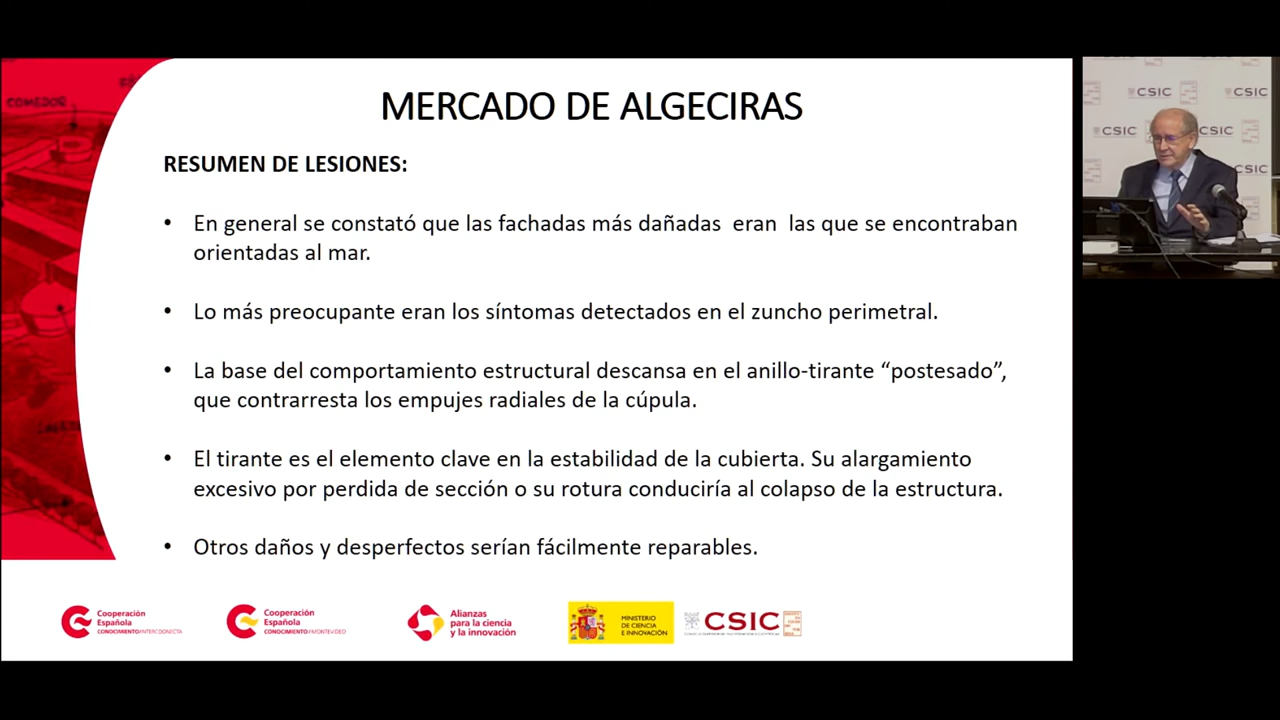 COMEDOR
MERCADO DE ALGECIRAS
RESUMEN DE LESIONES:
• En general se constató que las fachadas más dañadas eran las que se encontraban
orientadas al mar.
• Lo más preocupante eran los síntomas detectados en el zuncho perimetral.
• La base del comportamiento estructural descansa en el anillo-tirante “postesado”,
que contrarresta los empujes radiales de la cúpula.
• El tirante es el elemento clave en la estabilidad de la cubierta. Su alargamiento
excesivo por perdida de sección o su rotura conduciría al colapso de la estructura.
• Otros daños y desperfectos serían fácilmente reparables.
Cooperación
Española
CONOCIMIENTO/INTERCOONECTA
Cooperación
Española
CONOCIMIENTO/MONTEVIDEO
Alianzas
para la ciencia
y la innovación
MINISTERIO
DE CIENCIA
E INNOVACIÓN
CSIC
CSIC
CSIC
CSIC
CSIC
CSIC